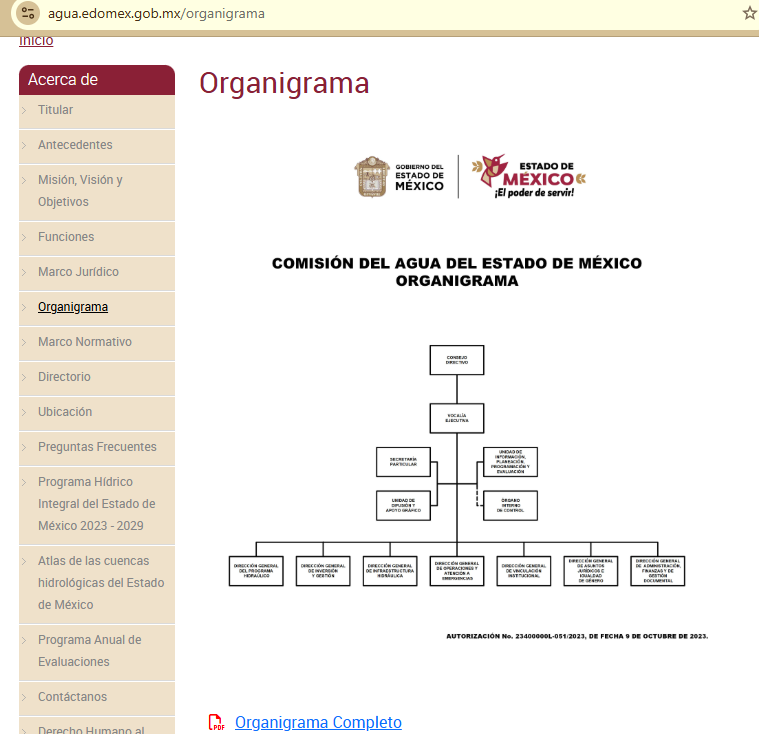 agua.edomex.gob.mx/organigrama
Inicio
Acerca de
Titular
Antecedentes
Misión, Visión y
Objetivos
Funciones
Marco Jurídico
Organigrama
Marco Normativo
Directorio
Ubicación
Preguntas Frecuentes
Programa Hídrico
Integral del Estado de
México 2023 - 2029
Atlas de las cuencas
hidrológicas del Estado
de México
Programa Anual de
Evaluaciones
Contáctanos
Derecho Humano al
Organigrama
GOBIERNO DEL
ESTADO DE
MÉXICO
ESTADO DE
MÉXICO
¡El poder de servir!
COMISIÓN DEL AGUA DEL ESTADO DE MÉXICO
ORGANIGRAMA
CONSEJO
DIRECTIVO
VOCALÍA
EJECUTIVA
SECRETARÍA
PARTICULAR
UNIDAD DE
INFORMACIÓN,
PLANEACIÓN,
PROGRAMACIÓN Y
EVALUACIÓN
UNIDAD DE
DIFUSIÓN Y
APOYO GRÁFICO
ÓRGANO
INTERNO
DE CONTROL
DIRECCIÓN GENERAL
DEL PROGRAMA
HIDRÁULICO
DIRECCIÓN GENERAL
DE INVERSIÓN
Y GESTIÓN
DIRECCIÓN GENERAL
DE INFRAESTRUCTURA
HIDRÁULICA
DIRECCIÓN GENERAL
DE OPERACIONES Y
ATENCIÓN A
EMERGENCIAS
DIRECCIÓN GENERAL
DE VINCULACIÓN
INSTITUCIONAL
DIRECCIÓN GENERAL
DE ASUNTOS
JURÍDICOS E
IGUALDAD
DE GÉNERO
DIRECCIÓN GENERAL
DE ADMINISTRACIÓN,
FINANZAS Y DE
GESTIÓN
DOCUMENTAL
AUTORIZACIÓN No. 23400000L-051/2023, DE FECHA 9 DE OCTUBRE DE 2023.
PDF
Organigrama Completo